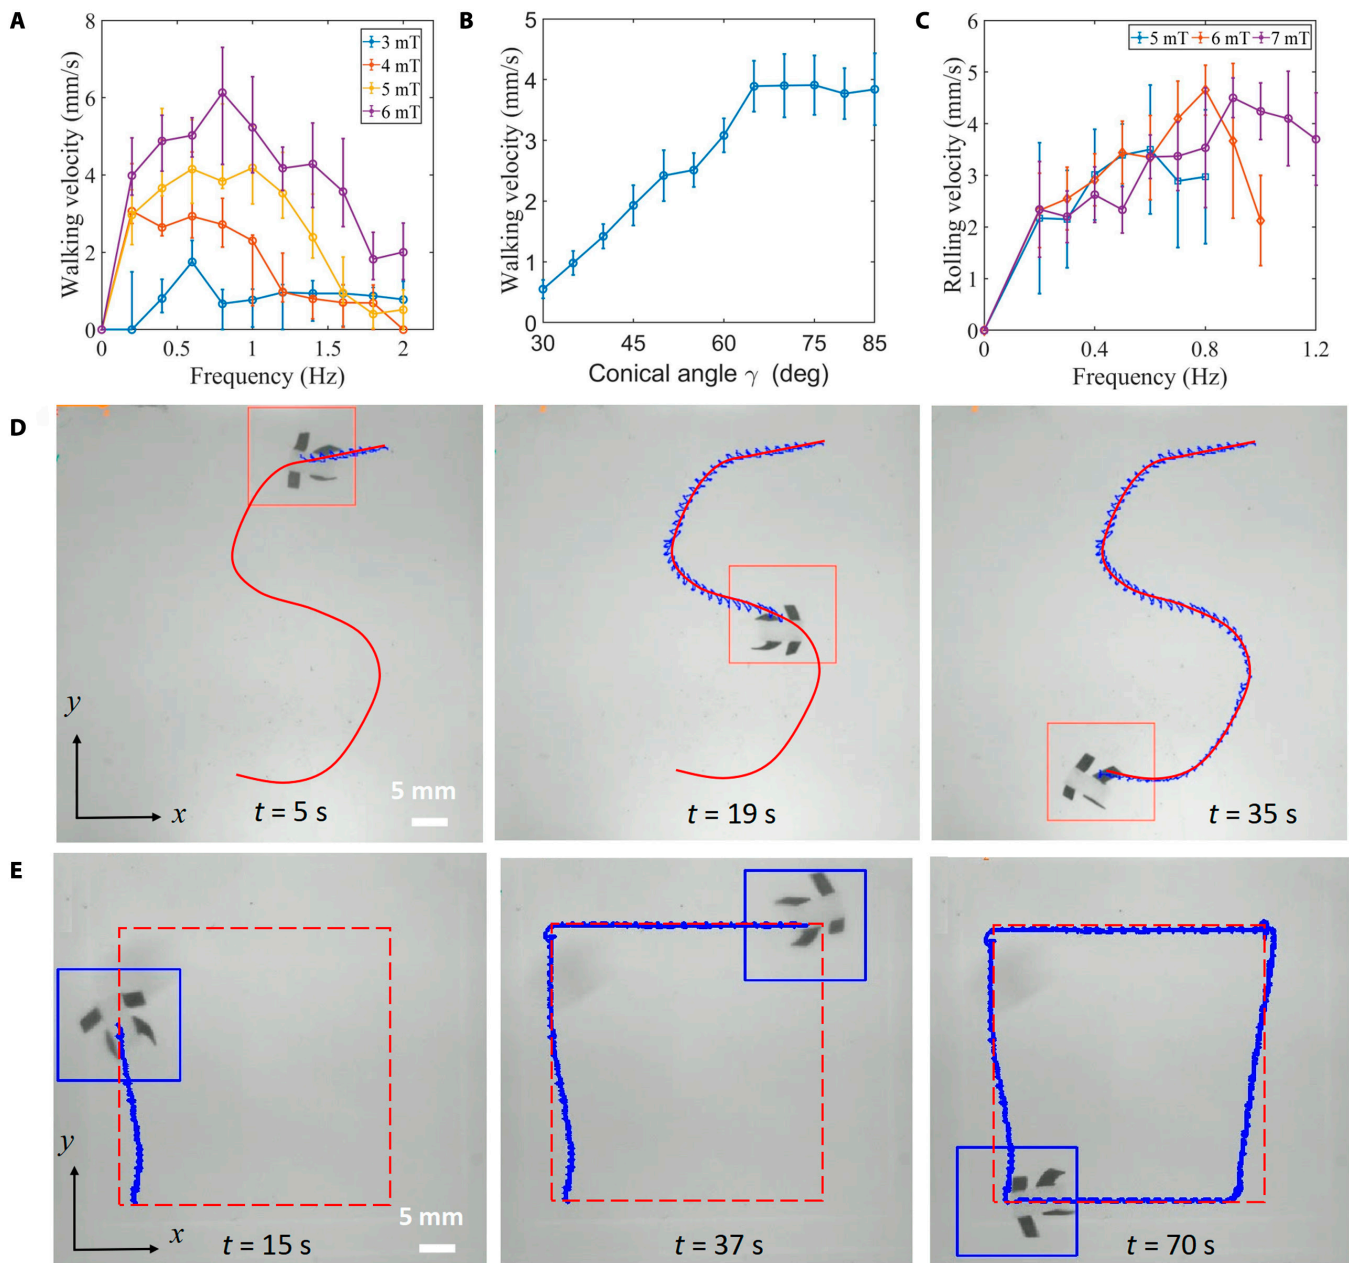 A
Walking velocity (mm/s)
8
6
4
2
0
3 mT
4 mT
5 mT
6 mT
0 0.5 1 1.5 2
Frequency (Hz)
B
Walking velocity (mm/s)
5
4
3
2
1
0
30 45 60 75 85
Conical angle γ (deg)
C
Rolling velocity (mm/s)
6
5
4
3
2
1
0
5 mT 6 mT 7 mT
0 0.4 0.8 1.2
Frequency (Hz)
D
y
x
t = 5 s
5 mm
t = 19 s
t = 35 s
E
y
x
t = 15 s
5 mm
t = 37 s
t = 70 s